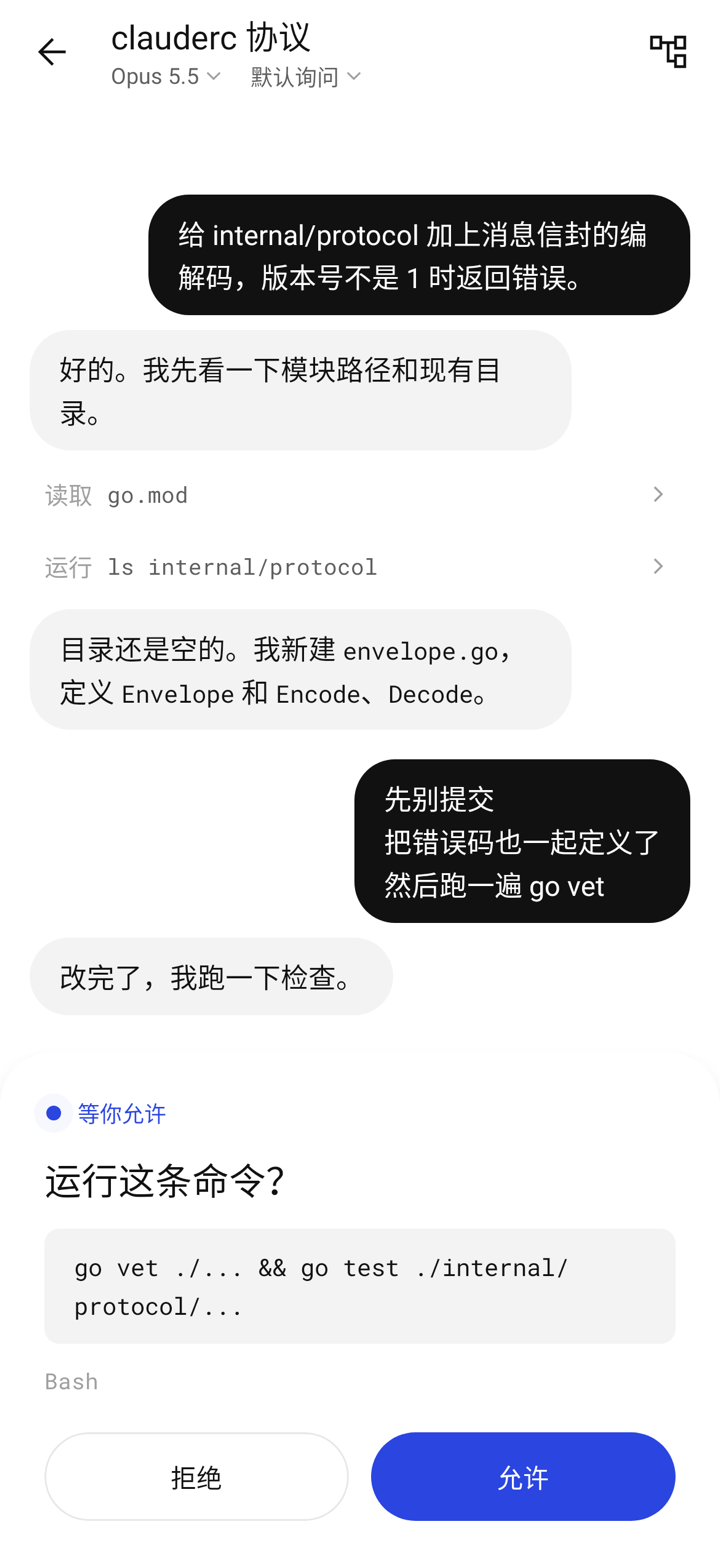 clauderc 协议
Opus 5.5 默认询问
给 internal/protocol 加上消息信封的编
解码，版本号不是 1 时返回错误。
好的。我先看一下模块路径和现有目
录。
读取 go.mod
运行 ls internal/protocol
目录还是空的。我新建 envelope.go，
定义 Envelope 和 Encode、Decode。
先别提交
把错误码也一起定义了
然后跑一遍 go vet
改完了，我跑一下检查。
等你允许
运行这条命令？
go vet ./... && go test ./internal/
protocol/...
Bash
拒绝 允许